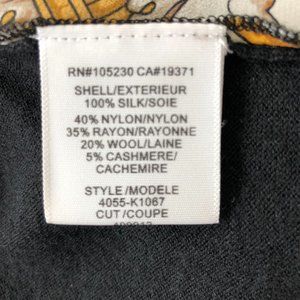 RN#105230 CA#19371
SHELL/EXTERIEUR
100% SILK/SOIE
40% NYLON/NYLON
35% RAYON/RAYONNE
20% WOOL/LAINE
5% CASHMERE/
CACHEMIRE
STYLE/MODELE
4055-K1067
CUT/COUPE